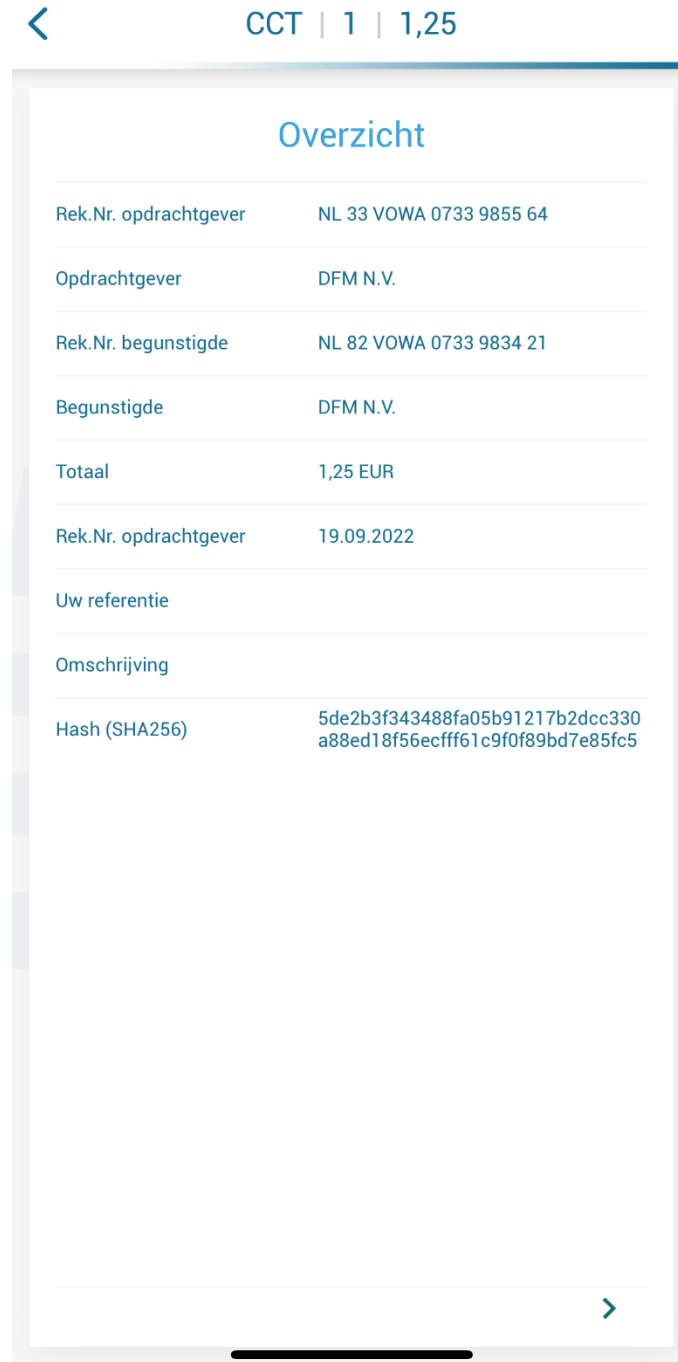 CCT | 1 | 1,25
Overzicht
Rek.Nr. opdrachtgever NL 33 VOWA 0733 9855 64
Opdrachtgever DFM N.V.
Rek.Nr. begunstigde NL 82 VOWA 0733 9834 21
Begunstigde DFM N.V.
Totaal 1,25 EUR
Rek.Nr. opdrachtgever 19.09.2022
Uw referentie
Omschrijving
Hash (SHA256) 5de2b3f343488fa05b91217b2dcc330
a88ed18f56ecfff61c9f0f89bd7e85fc5